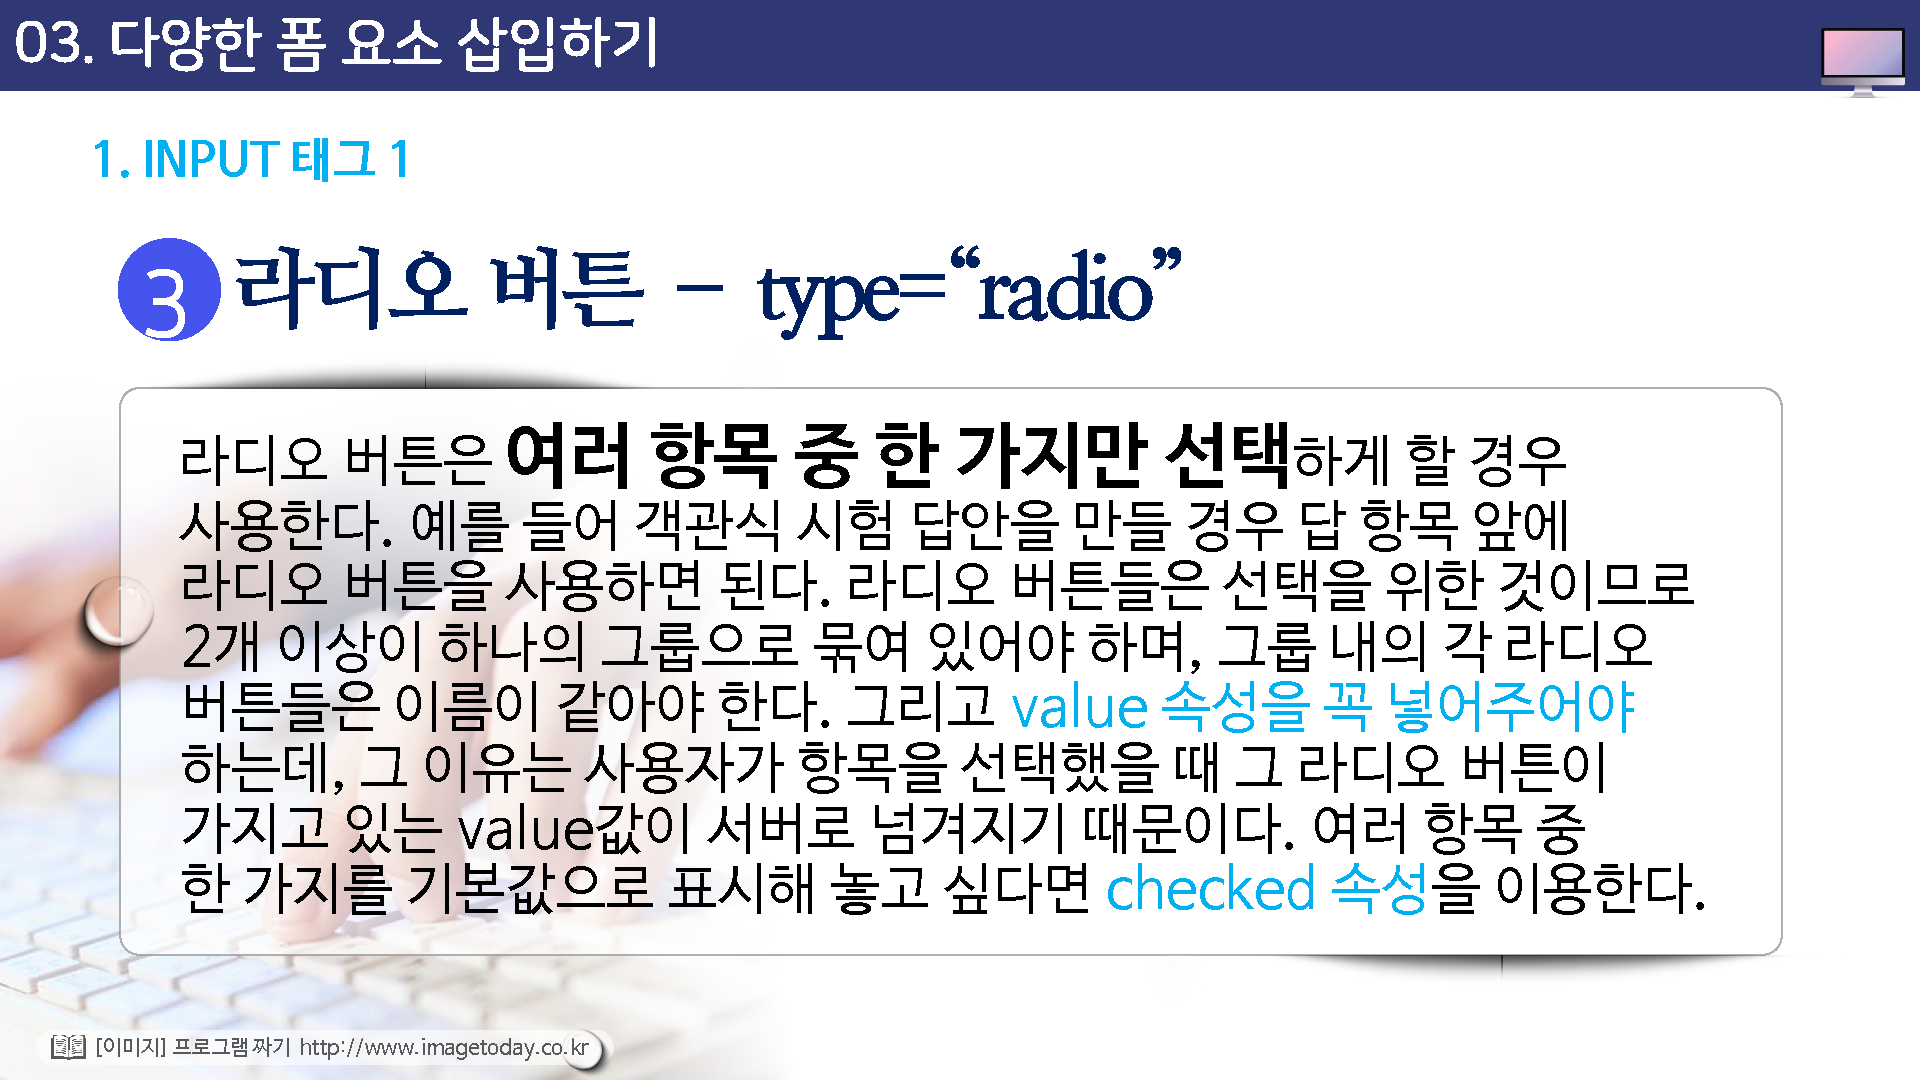 03. 다양한 폼 요소 삽입하기
1. INPUT 태그 1
3 라디오 버튼 - type=“radio”
라디오 버튼은 여러 항목 중 한 가지만 선택하게 할 경우
사용한다. 예를 들어 객관식 시험 답안을 만들 경우 답 항목 앞에
라디오 버튼을 사용하면 된다. 라디오 버튼들은 선택을 위한 것이므로
2개 이상이 하나의 그룹으로 묶여 있어야 하며, 그룹 내의 각 라디오
버튼들은 이름이 같아야 한다. 그리고 value 속성을 꼭 넣어주어야
하는데, 그 이유는 사용자가 항목을 선택했을 때 그 라디오 버튼이
가지고 있는 value값이 서버로 넘겨지기 때문이다. 여러 항목 중
한 가지를 기본값으로 표시해 놓고 싶다면 checked 속성을 이용한다.
[이미지] 프로그램 짜기 http://www.imagetoday.co.kr